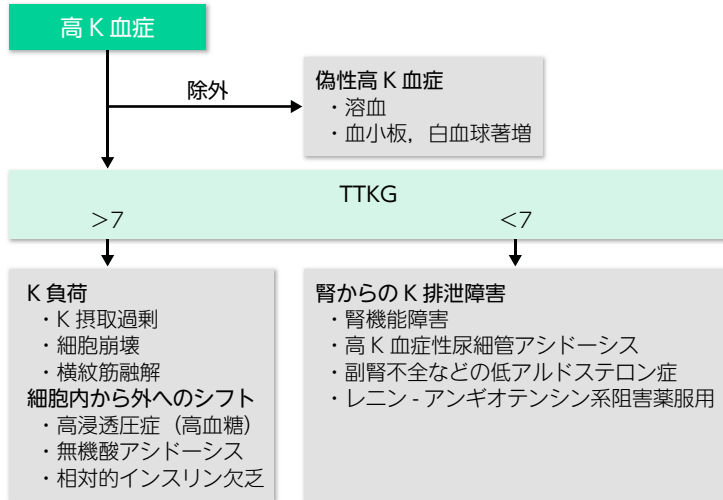 高K血症
除外
偽性高K血症
・溶血
・血小板，白血球著増
TTKG
＞7
＜7
K負荷
・K摂取過剰
・細胞崩壊
・横紋筋融解
細胞内から外へのシフト
・高浸透圧症（高血糖）
・無機酸アシドーシス
・相対的インスリン欠乏
腎からのK排泄障害
・腎機能障害
・高K血症性尿細管アシドーシス
・副腎不全などの低アルドステロン症
・レニン-アンギオテンシン系阻害薬服用